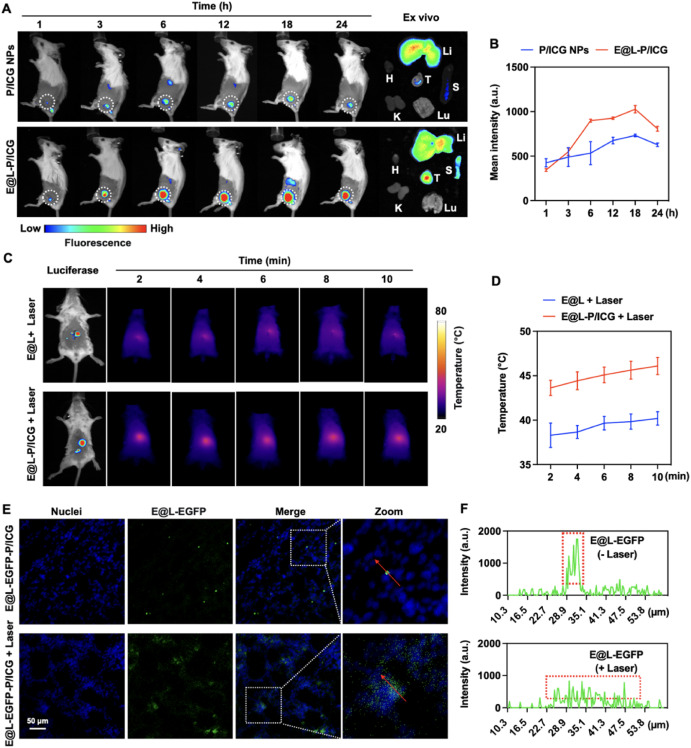 A
Time (h)
1 3 6 12 18 24 Ex vivo
P/ICG NPs
Li
H T S
K Lu
E@L-P/ICG
Li
H T S
K Lu
Low High
Fluorescence
B
P/ICG NPs E@L-P/ICG
Mean intensity (a.u.)
1500
1000
500
0
1 3 6 12 18 24 (h)
C
Luciferase
Time (min)
2 4 6 8 10
E@L+ Laser
E@L-P/ICG + Laser
80
Temperature (°C)
20
D
E@L + Laser
E@L-P/ICG + Laser
Temperature (°C)
50
45
40
35
2 4 6 8 10 (min)
E
Nuclei E@L-EGFP Merge Zoom
E@L-EGFP-P/ICG
E@L-EGFP-P/ICG + Laser
50 μm
F
Intensity (a.u.)
2000
1000
0
E@L-EGFP
(- Laser)
10.3 16.5 22.7 28.9 35.1 41.3 47.5 53.8 (μm)
Intensity (a.u.)
2000
1000
0
E@L-EGFP
(+ Laser)
10.3 16.5 22.7 28.9 35.1 41.3 47.5 53.8 (μm)